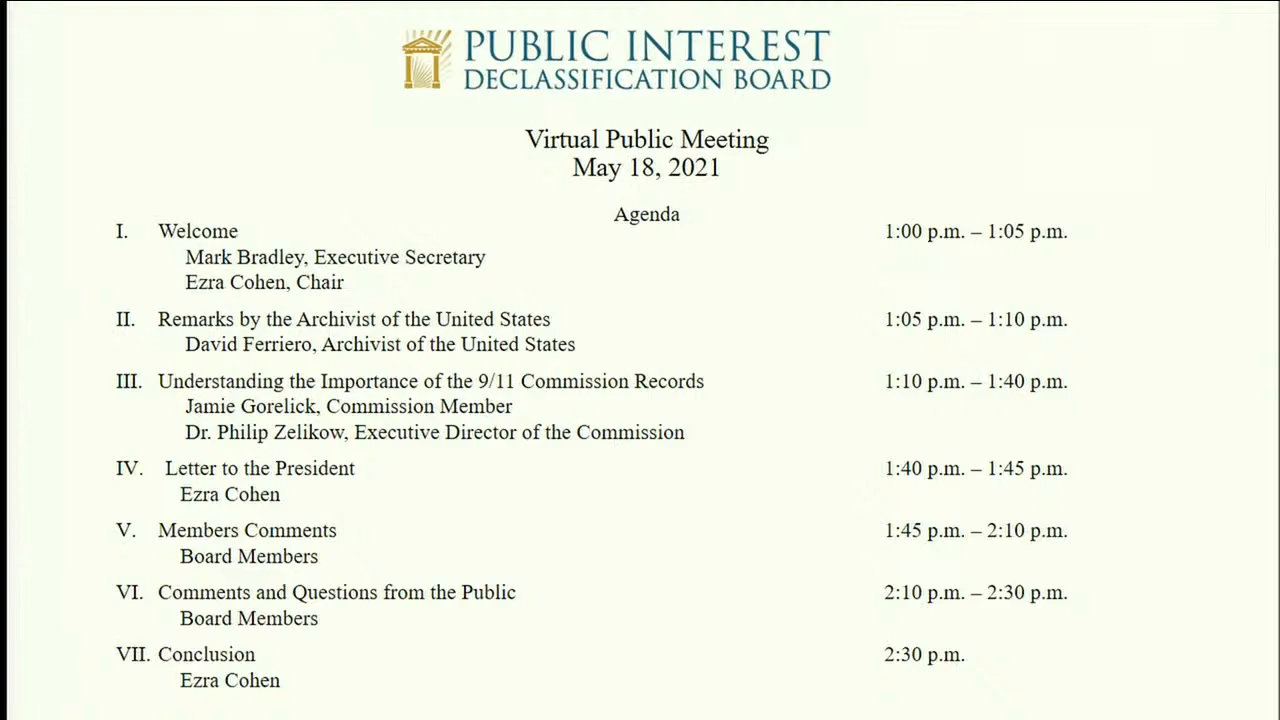 PUBLIC INTEREST
DECLASSIFICATION BOARD
Virtual Public Meeting
May 18, 2021
Agenda
I. Welcome 1:00 p.m. – 1:05 p.m.
Mark Bradley, Executive Secretary
Ezra Cohen, Chair
II. Remarks by the Archivist of the United States 1:05 p.m. – 1:10 p.m.
David Ferriero, Archivist of the United States
III. Understanding the Importance of the 9/11 Commission Records 1:10 p.m. – 1:40 p.m.
Jamie Gorelick, Commission Member
Dr. Philip Zelikow, Executive Director of the Commission
IV. Letter to the President 1:40 p.m. – 1:45 p.m.
Ezra Cohen
V. Members Comments 1:45 p.m. – 2:10 p.m.
Board Members
VI. Comments and Questions from the Public 2:10 p.m. – 2:30 p.m.
Board Members
VII. Conclusion 2:30 p.m.
Ezra Cohen